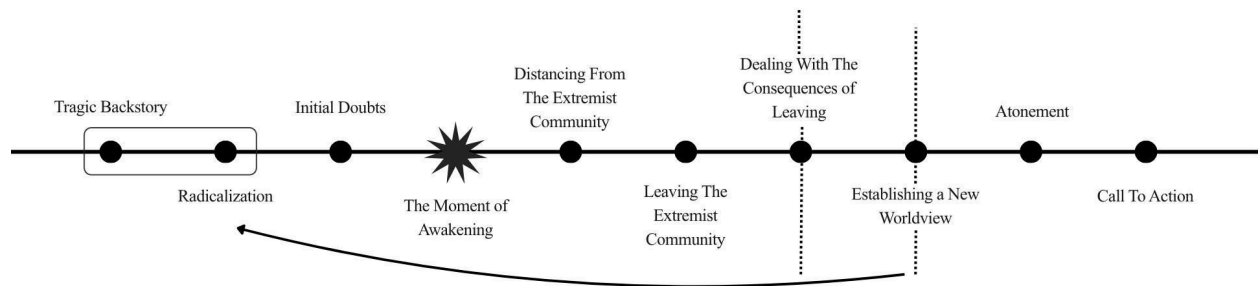 Tragic Backstory
Radicalization
Initial Doubts
The Moment of
Awakening
Distancing From
The Extremist
Community
Leaving The
Extremist
Community
Dealing With The
Consequences of
Leaving
Establishing a New
Worldview
Atonement
Call To Action